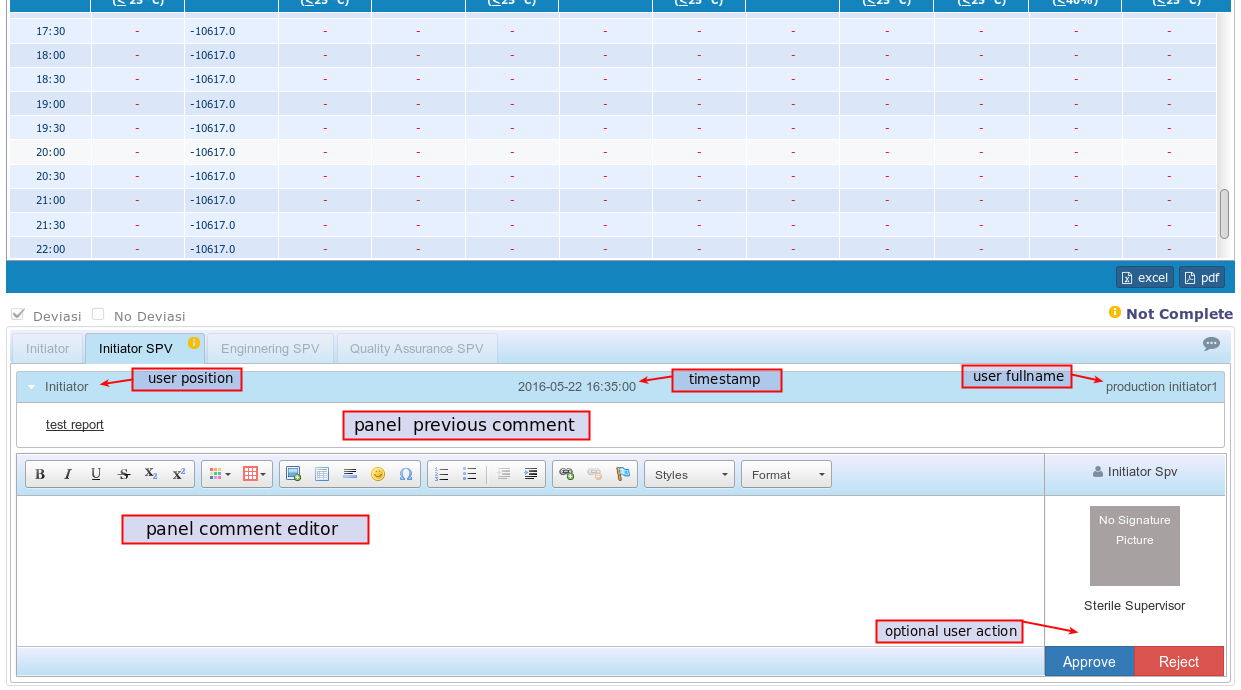 (≤ 25 °C) (≤25 °C) (≤25 °C) (≤25 °C) (≤25 °C) (≤25 °C) (≤40%) (≤25 °C)
17:30 - -10617.0 - - - - - - - - - -
18:00 - -10617.0 - - - - - - - - - -
18:30 - -10617.0 - - - - - - - - - -
19:00 - -10617.0 - - - - - - - - - -
19:30 - -10617.0 - - - - - - - - - -
20:00 - -10617.0 - - - - - - - - - -
20:30 - -10617.0 - - - - - - - - - -
21:00 - -10617.0 - - - - - - - - - -
21:30 - -10617.0 - - - - - - - - - -
22:00 - -10617.0 - - - - - - - - - -
excel pdf
Deviasi No Deviasi Not Complete
Initiator Initiator SPV Enginnering SPV Quality Assurance SPV
Initiator user position 2016-05-22 16:35:00 timestamp user fullname production initiator1
test report panel previous comment
B I U S X2 X2 Ω Styles Format Initiator Spv
panel comment editor
No Signature
Picture
Sterile Supervisor
optional user action
Approve Reject